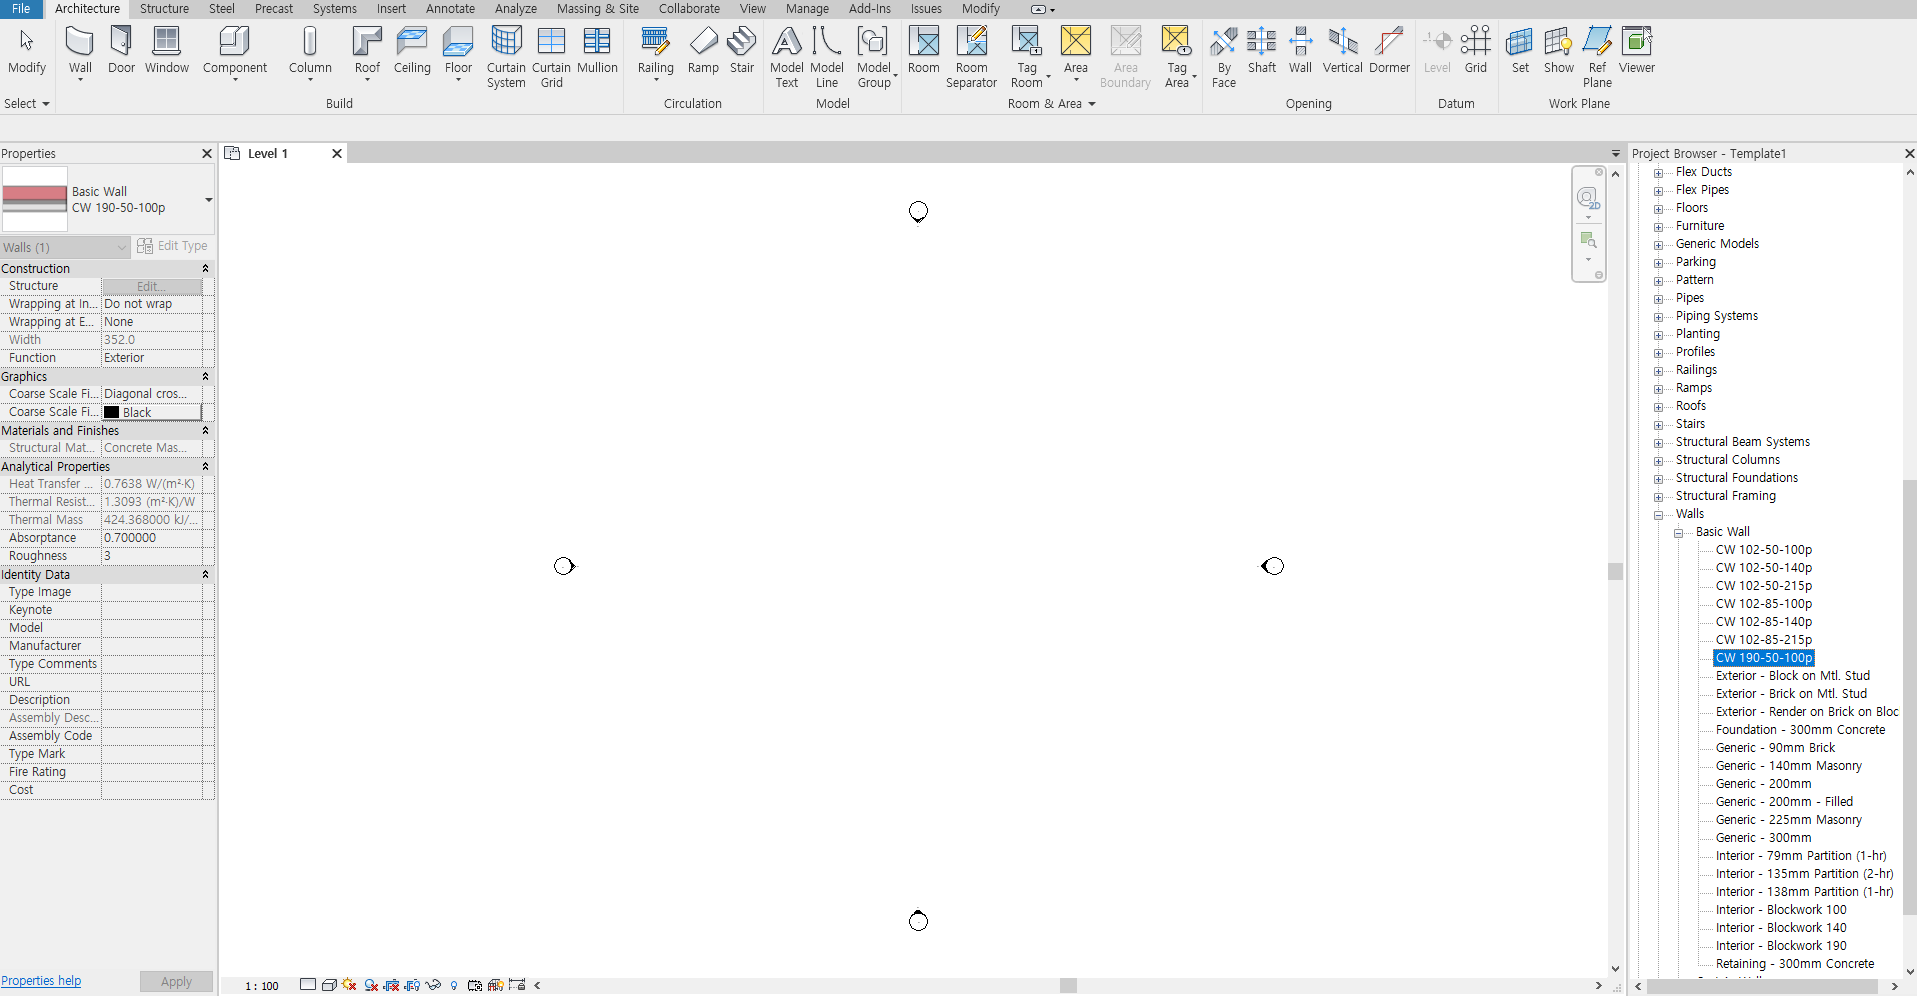 File Architecture Structure Steel Precast Systems Insert Annotate Analyze Massing & Site Collaborate View Manage Add-Ins Issues Modify
Modify Wall Door Window Component Column Roof Ceiling Floor Curtain System Curtain Grid Mullion Railing Ramp Stair Model Text Model Line Model Group Room Room Separator Tag Room Area Area Boundary Tag Area By Face Shaft Wall Vertical Dormer Level Grid Set Show Ref Plane Viewer
Select Build Circulation Model Room & Area Opening Datum Work Plane
Properties
Basic Wall
CW 190-50-100p
Walls (1) Edit Type
Construction
Structure Edit...
Wrapping at In... Do not wrap
Wrapping at E... None
Width 352.0
Function Exterior
Graphics
Coarse Scale Fi... Diagonal cros...
Coarse Scale Fi... Black
Materials and Finishes
Structural Mat... Concrete Mas...
Analytical Properties
Heat Transfer ... 0.7638 W/(m²·K)
Thermal Resist... 1.3093 (m²·K)/W
Thermal Mass 424.368000 kJ/...
Absorptance 0.700000
Roughness 3
Identity Data
Type Image
Keynote
Model
Manufacturer
Type Comments
URL
Description
Assembly Desc...
Assembly Code
Type Mark
Fire Rating
Cost
Properties help Apply
Level 1
2D
1 : 100
Project Browser - Template1
Flex Ducts
Flex Pipes
Floors
Furniture
Generic Models
Parking
Pattern
Pipes
Piping Systems
Planting
Profiles
Railings
Ramps
Roofs
Stairs
Structural Beam Systems
Structural Columns
Structural Foundations
Structural Framing
Walls
Basic Wall
CW 102-50-100p
CW 102-50-140p
CW 102-50-215p
CW 102-85-100p
CW 102-85-140p
CW 102-85-215p
CW 190-50-100p
Exterior - Block on Mtl. Stud
Exterior - Brick on Mtl. Stud
Exterior - Render on Brick on Bloc
Foundation - 300mm Concrete
Generic - 90mm Brick
Generic - 140mm Masonry
Generic - 200mm
Generic - 200mm - Filled
Generic - 225mm Masonry
Generic - 300mm
Interior - 79mm Partition (1-hr)
Interior - 135mm Partition (2-hr)
Interior - 138mm Partition (1-hr)
Interior - Blockwork 100
Interior - Blockwork 140
Interior - Blockwork 190
Retaining - 300mm Concrete